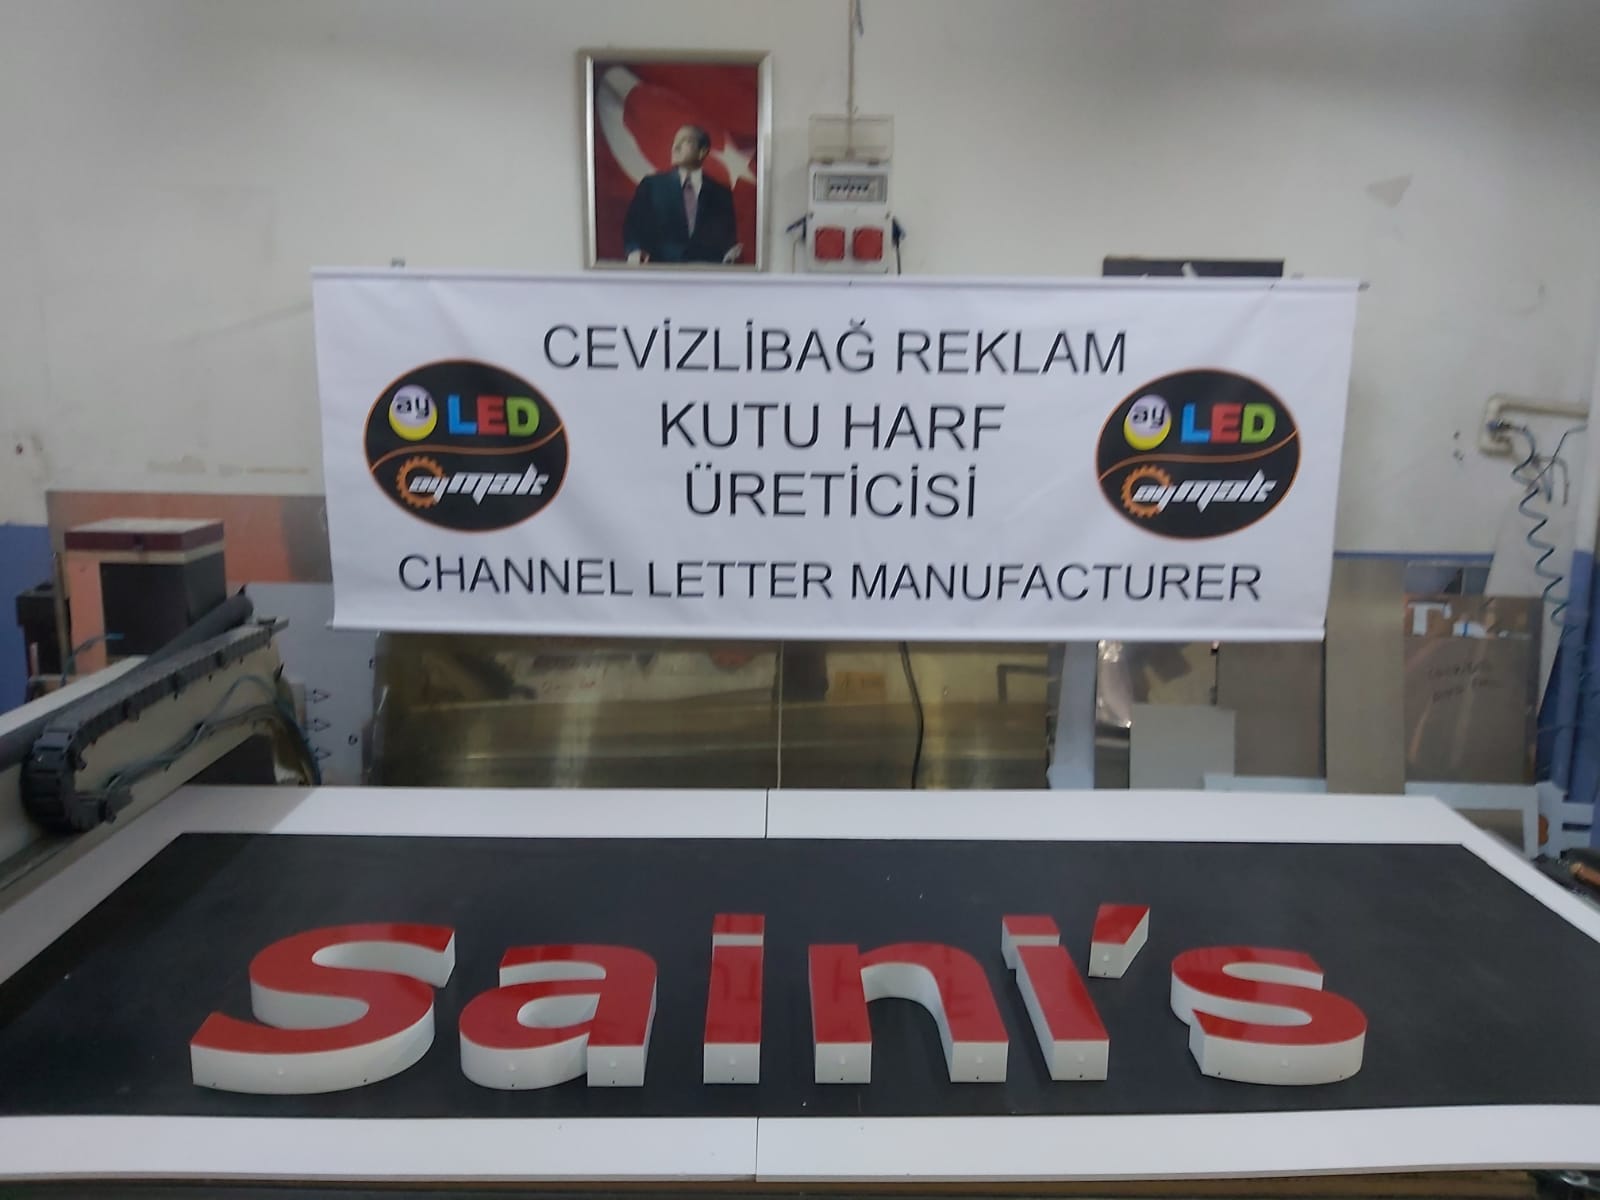 CEVİZLİBAĞ REKLAM
ay LED
aymak
KUTU HARF
ÜRETİCİSİ
ay LED
aymak
CHANNEL LETTER MANUFACTURER
Saini's